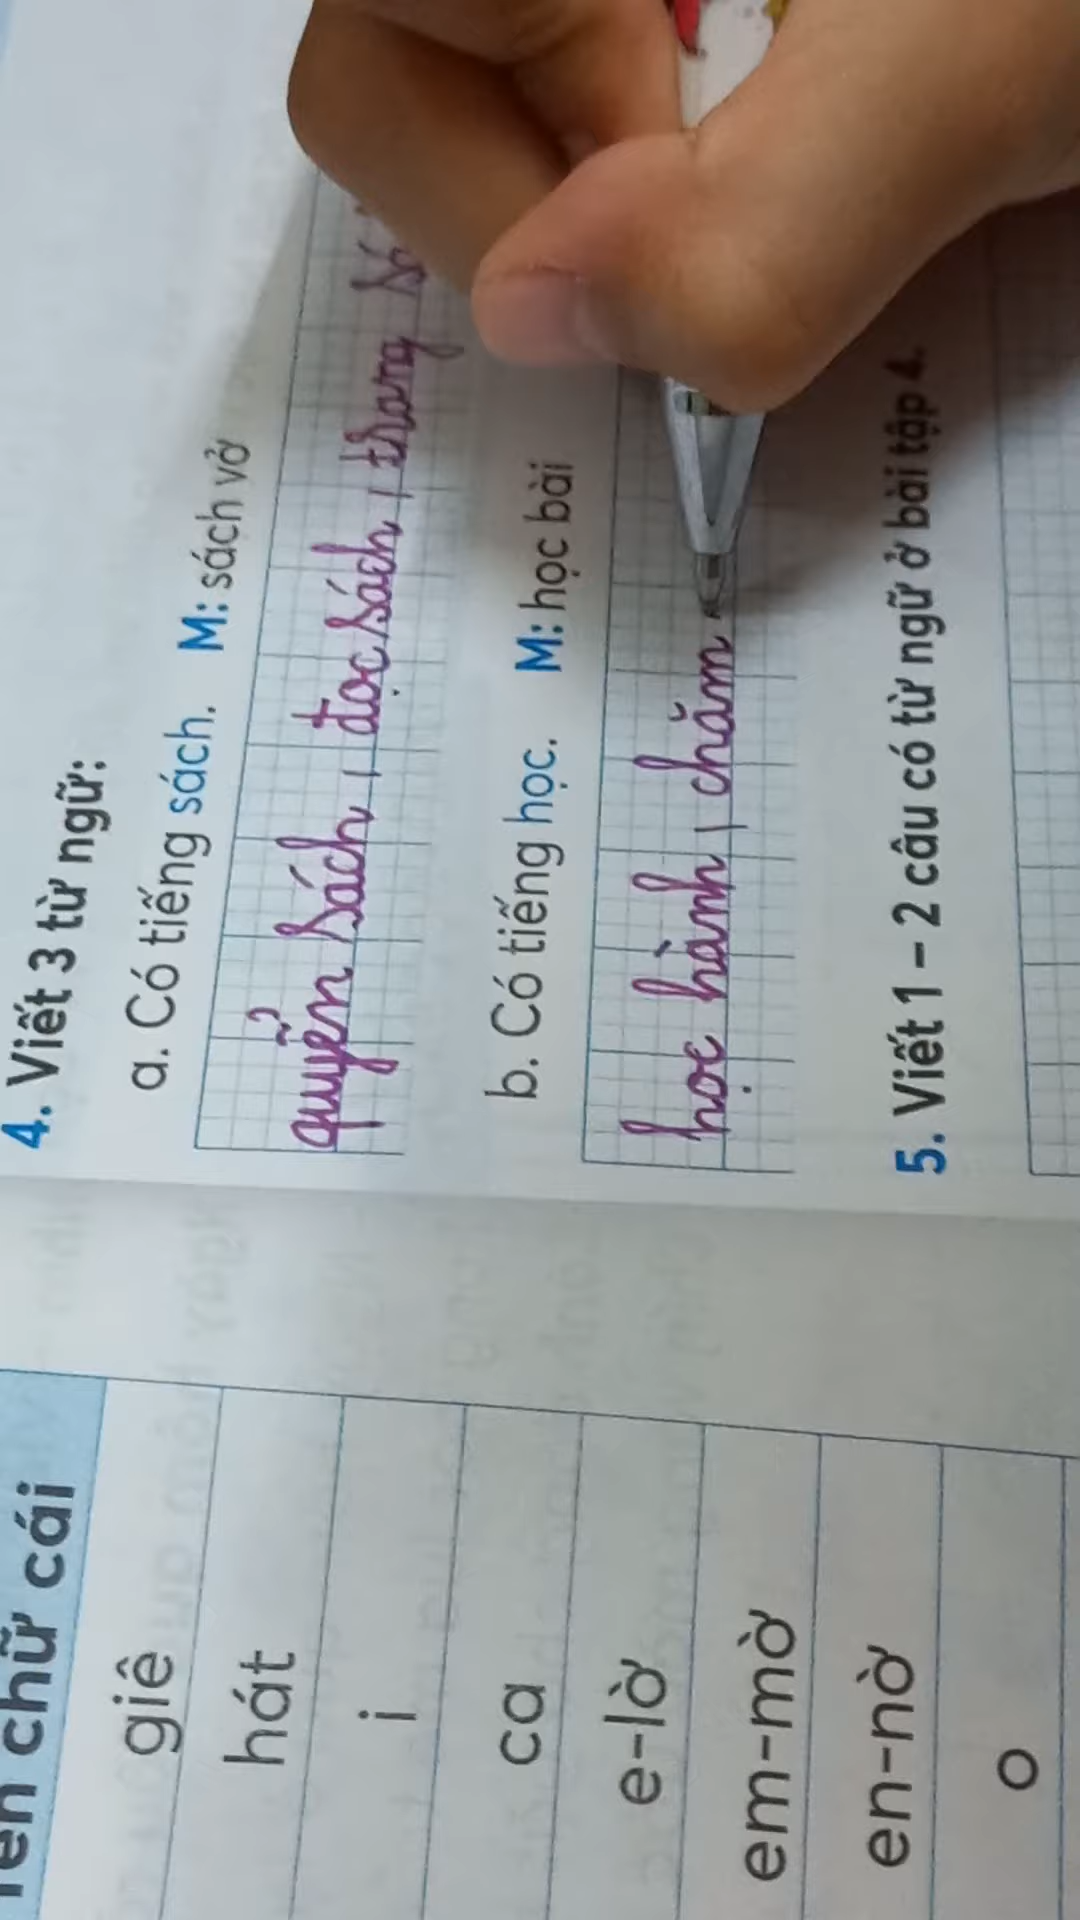 4. Viết 3 từ ngữ:
a. Có tiếng sách. M: sách vở
quyển sách, đọc sách, trang
b. Có tiếng học. M: học bài
học hành, chăm
5. Viết 1 – 2 câu có từ ngữ ở bài tập 4.
chữ cái
giê
hát
i
ca
e-lờ
em-mờ
en-nờ
o